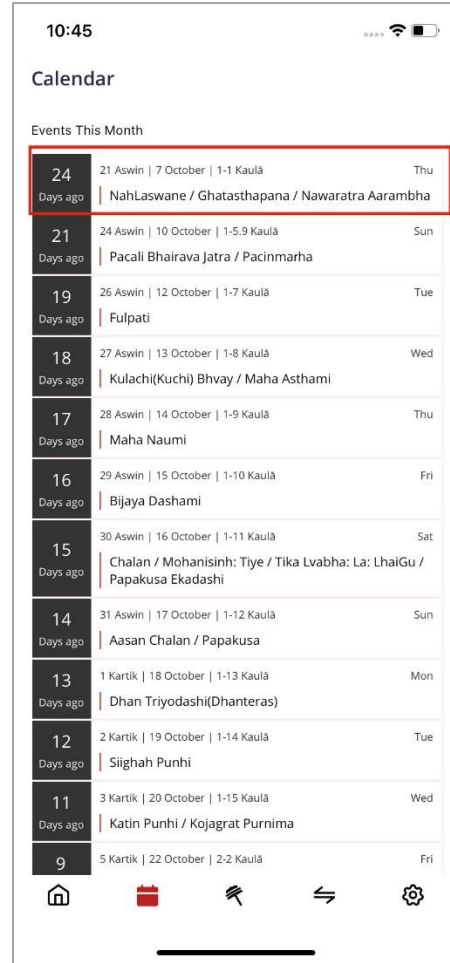 10:45
Calendar
Events This Month
24
Days ago
21 Aswin | 7 October | 1-1 Kaulā
Thu
NahLaswane / Ghatasthapana / Nawaratra Aarambha
21
Days ago
24 Aswin | 10 October | 1-5.9 Kaulā
Sun
Pacali Bhairava Jatra / Pacinmarha
19
Days ago
26 Aswin | 12 October | 1-7 Kaulā
Tue
Fulpati
18
Days ago
27 Aswin | 13 October | 1-8 Kaulā
Wed
Kulachi(Kuchi) Bhvay / Maha Asthami
17
Days ago
28 Aswin | 14 October | 1-9 Kaulā
Thu
Maha Naumi
16
Days ago
29 Aswin | 15 October | 1-10 Kaulā
Fri
Bijaya Dashami
15
Days ago
30 Aswin | 16 October | 1-11 Kaulā
Sat
Chalan / Mohanisinh: Tiye / Tika Lvabha: La: LhaiGu /
Papakusa Ekadashi
14
Days ago
31 Aswin | 17 October | 1-12 Kaulā
Sun
Aasan Chalan / Papakusa
13
Days ago
1 Kartik | 18 October | 1-13 Kaulā
Mon
Dhan Triyodashi(Dhanteras)
12
Days ago
2 Kartik | 19 October | 1-14 Kaulā
Tue
Siighah Punhi
11
Days ago
3 Kartik | 20 October | 1-15 Kaulā
Wed
Katin Punhi / Kojagrat Purnima
9
5 Kartik | 22 October | 2-2 Kaulā
Fri